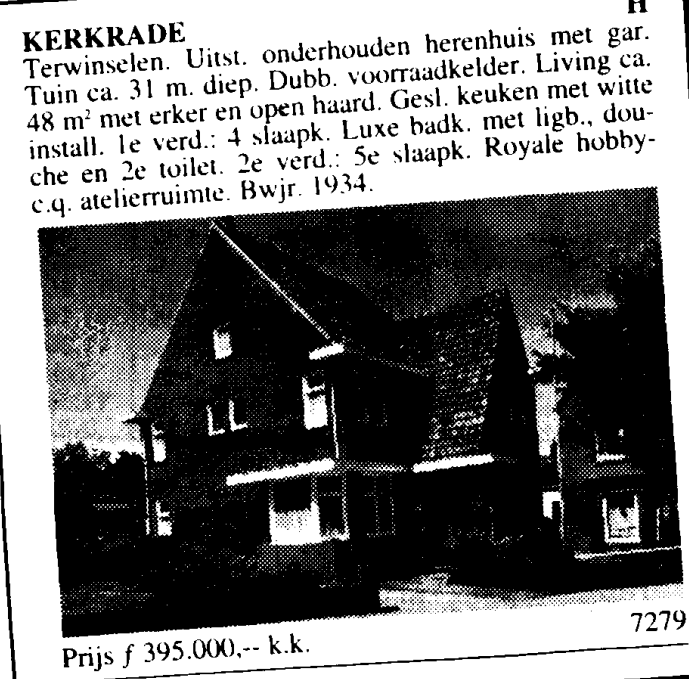 H
KERKRADE
Terwinselen. Uitst. onderhouden herenhuis met gar.
Tuin ca. 31 m. diep. Dubb. voorraadkelder. Living ca.
48 m² met erker en open haard. Gesl. keuken met witte
install. 1e verd.: 4 slaapk. Luxe badk. met ligb., dou-
che en 2e toilet. 2e verd.: 5e slaapk. Royale hobby-
c.q. atelierruimte. Bwjr. 1934.
Prijs ƒ 395.000,-- k.k.
7279